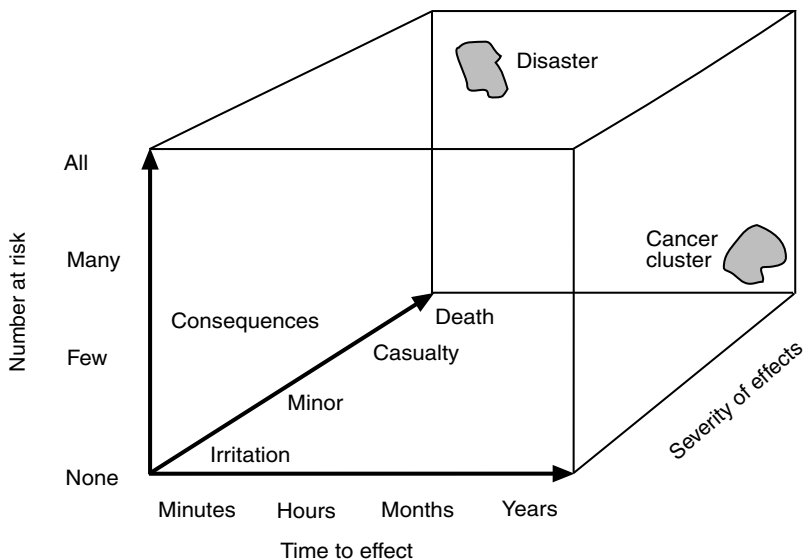 Disaster
All
Cancer
cluster
Many
Number at risk
Consequences
Death
Casualty
Few
Minor
Severity of effects
Irritation
None
Minutes
Hours
Months
Years
Time to effect